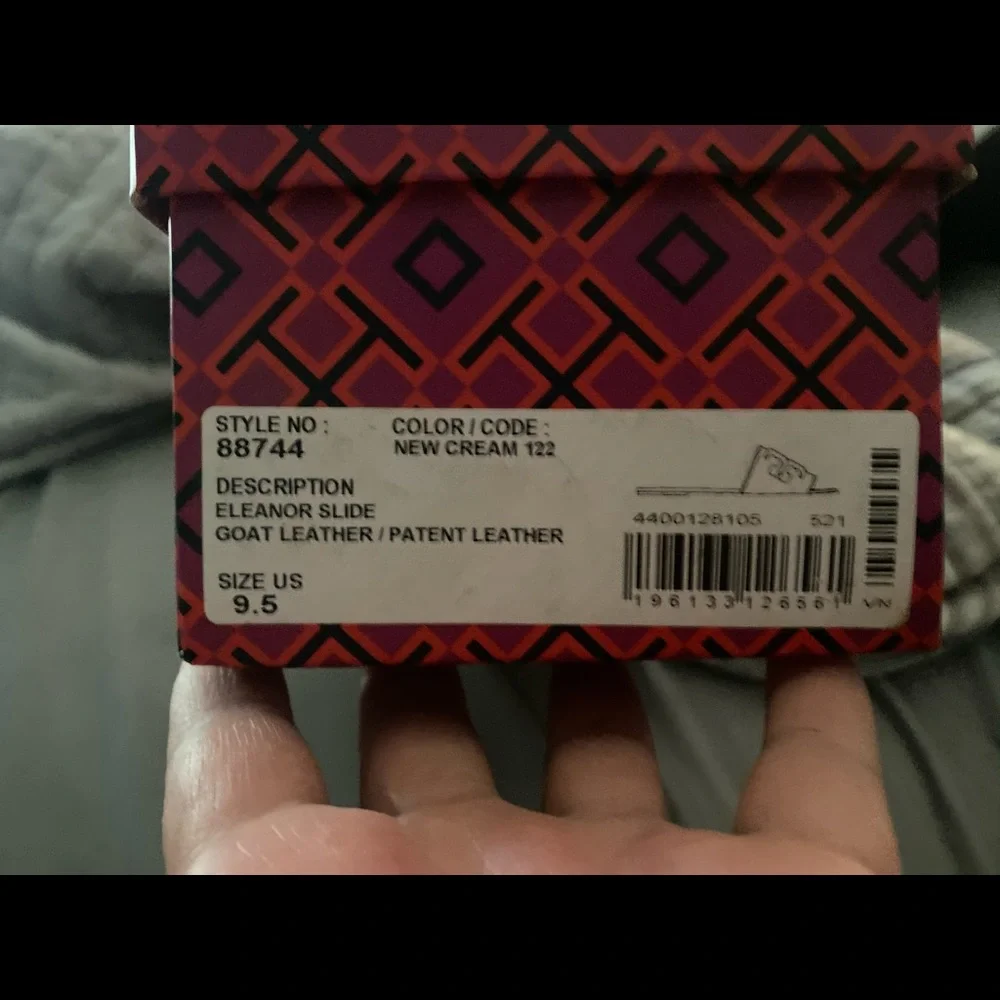 STYLE NO :
88744
COLOR / CODE :
NEW CREAM 122
DESCRIPTION
ELEANOR SLIDE
GOAT LEATHER / PATENT LEATHER
SIZE US
9.5
4400128105 521
196133126561
V/N